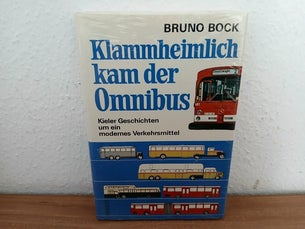 BRUNO BOCK
Klammheimlich
kam der
Omnibus
Kieler Geschichten
um ein
modernes Verkehrsmittel